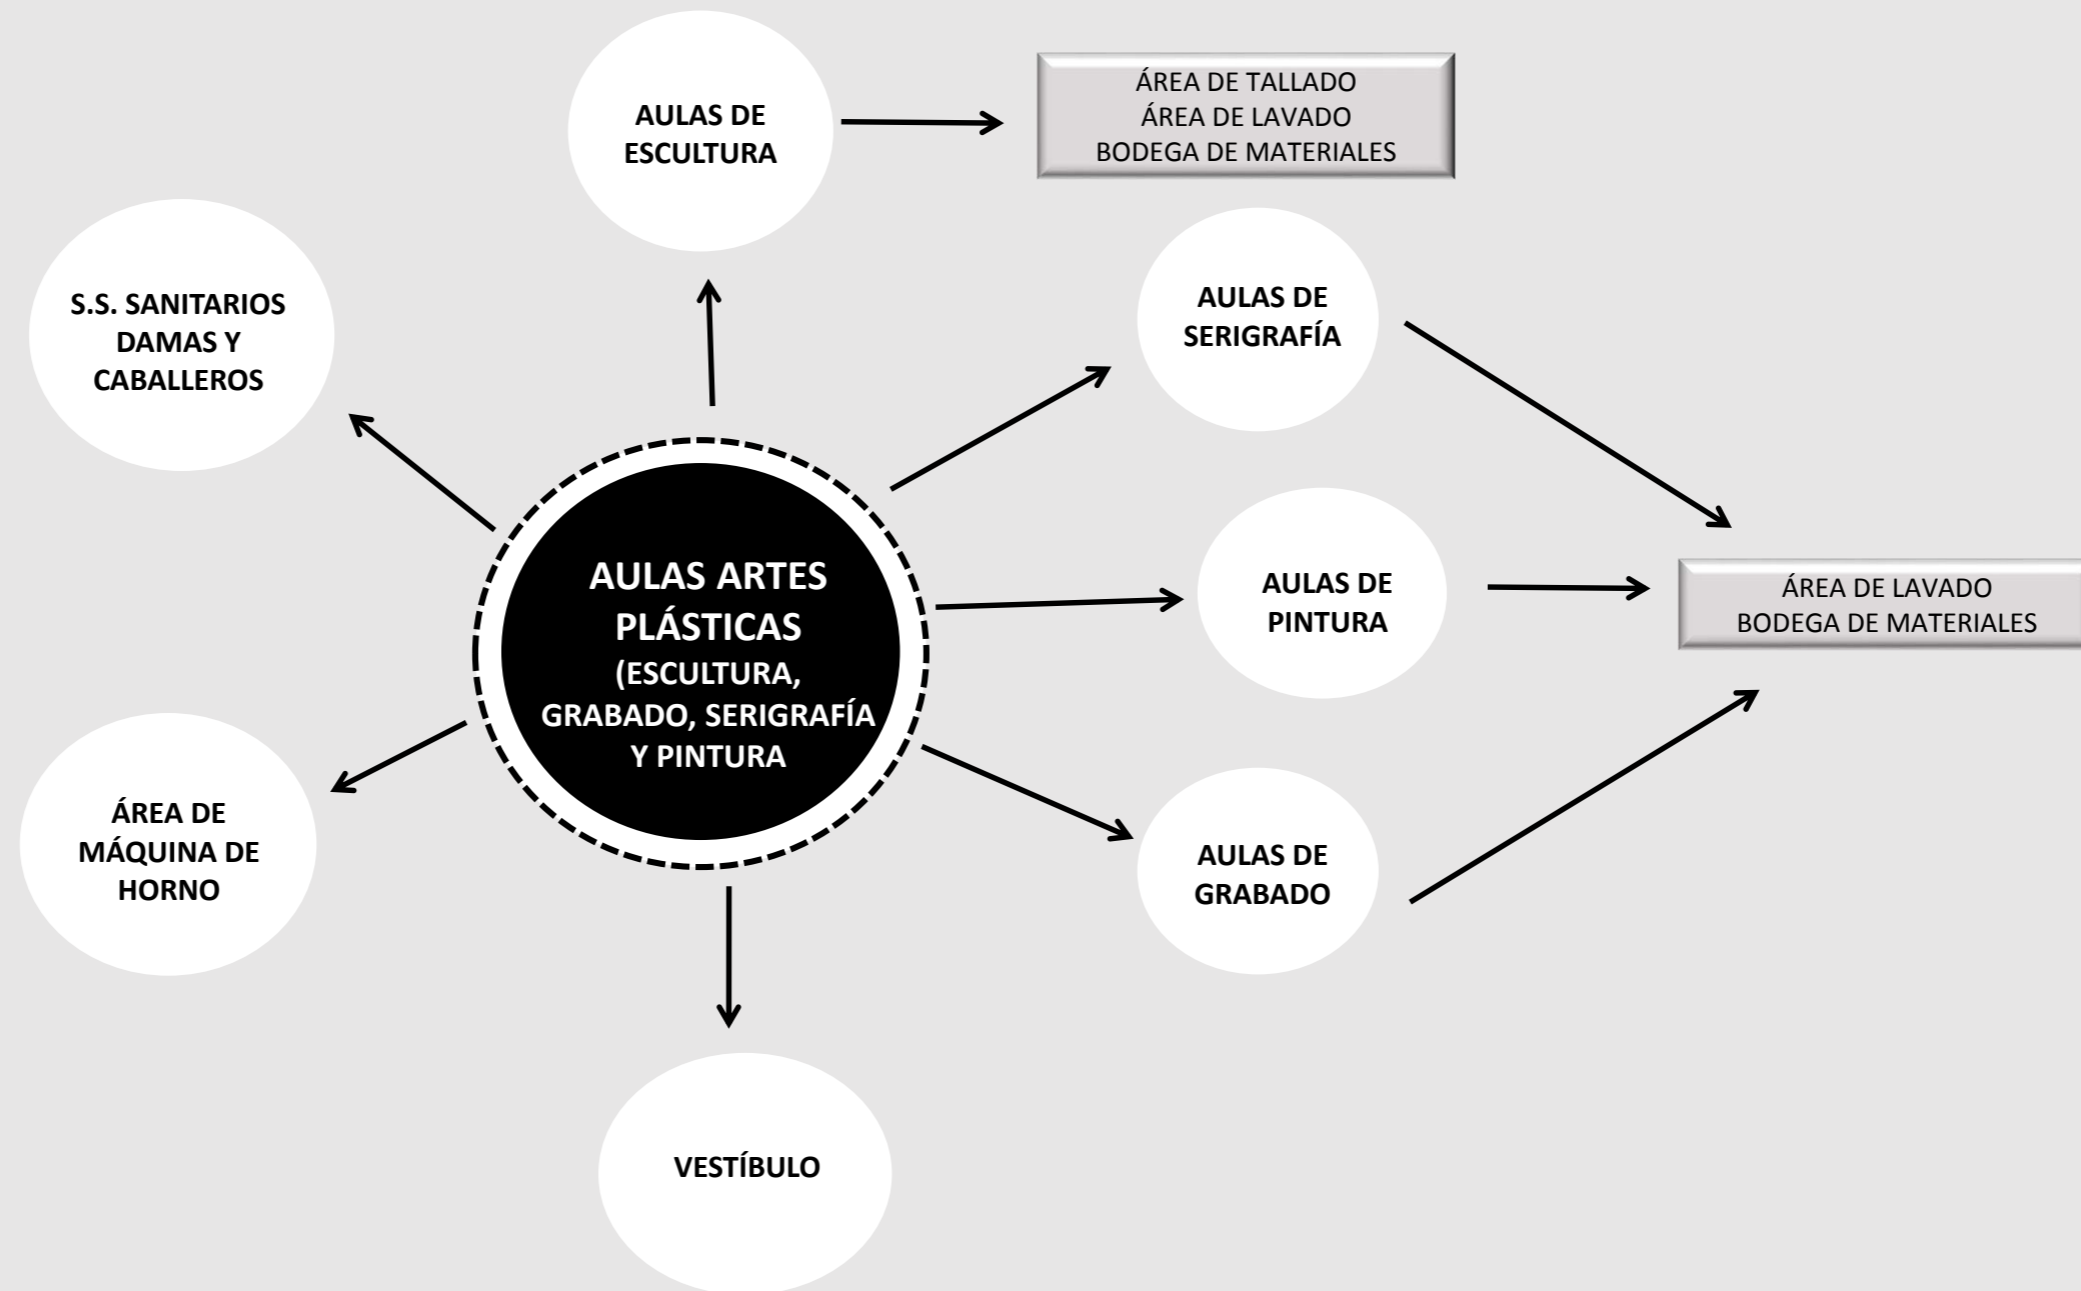 AULAS DE
ESCULTURA
ÁREA DE TALLADO
ÁREA DE LAVADO
BODEGA DE MATERIALES
S.S. SANITARIOS
DAMAS Y
CABALLEROS
AULAS DE
SERIGRAFÍA
AULAS ARTES
PLÁSTICAS
(ESCULTURA,
GRABADO, SERIGRAFÍA
Y PINTURA
AULAS DE
PINTURA
ÁREA DE LAVADO
BODEGA DE MATERIALES
ÁREA DE
MÁQUINA DE
HORNO
AULAS DE
GRABADO
VESTÍBULO